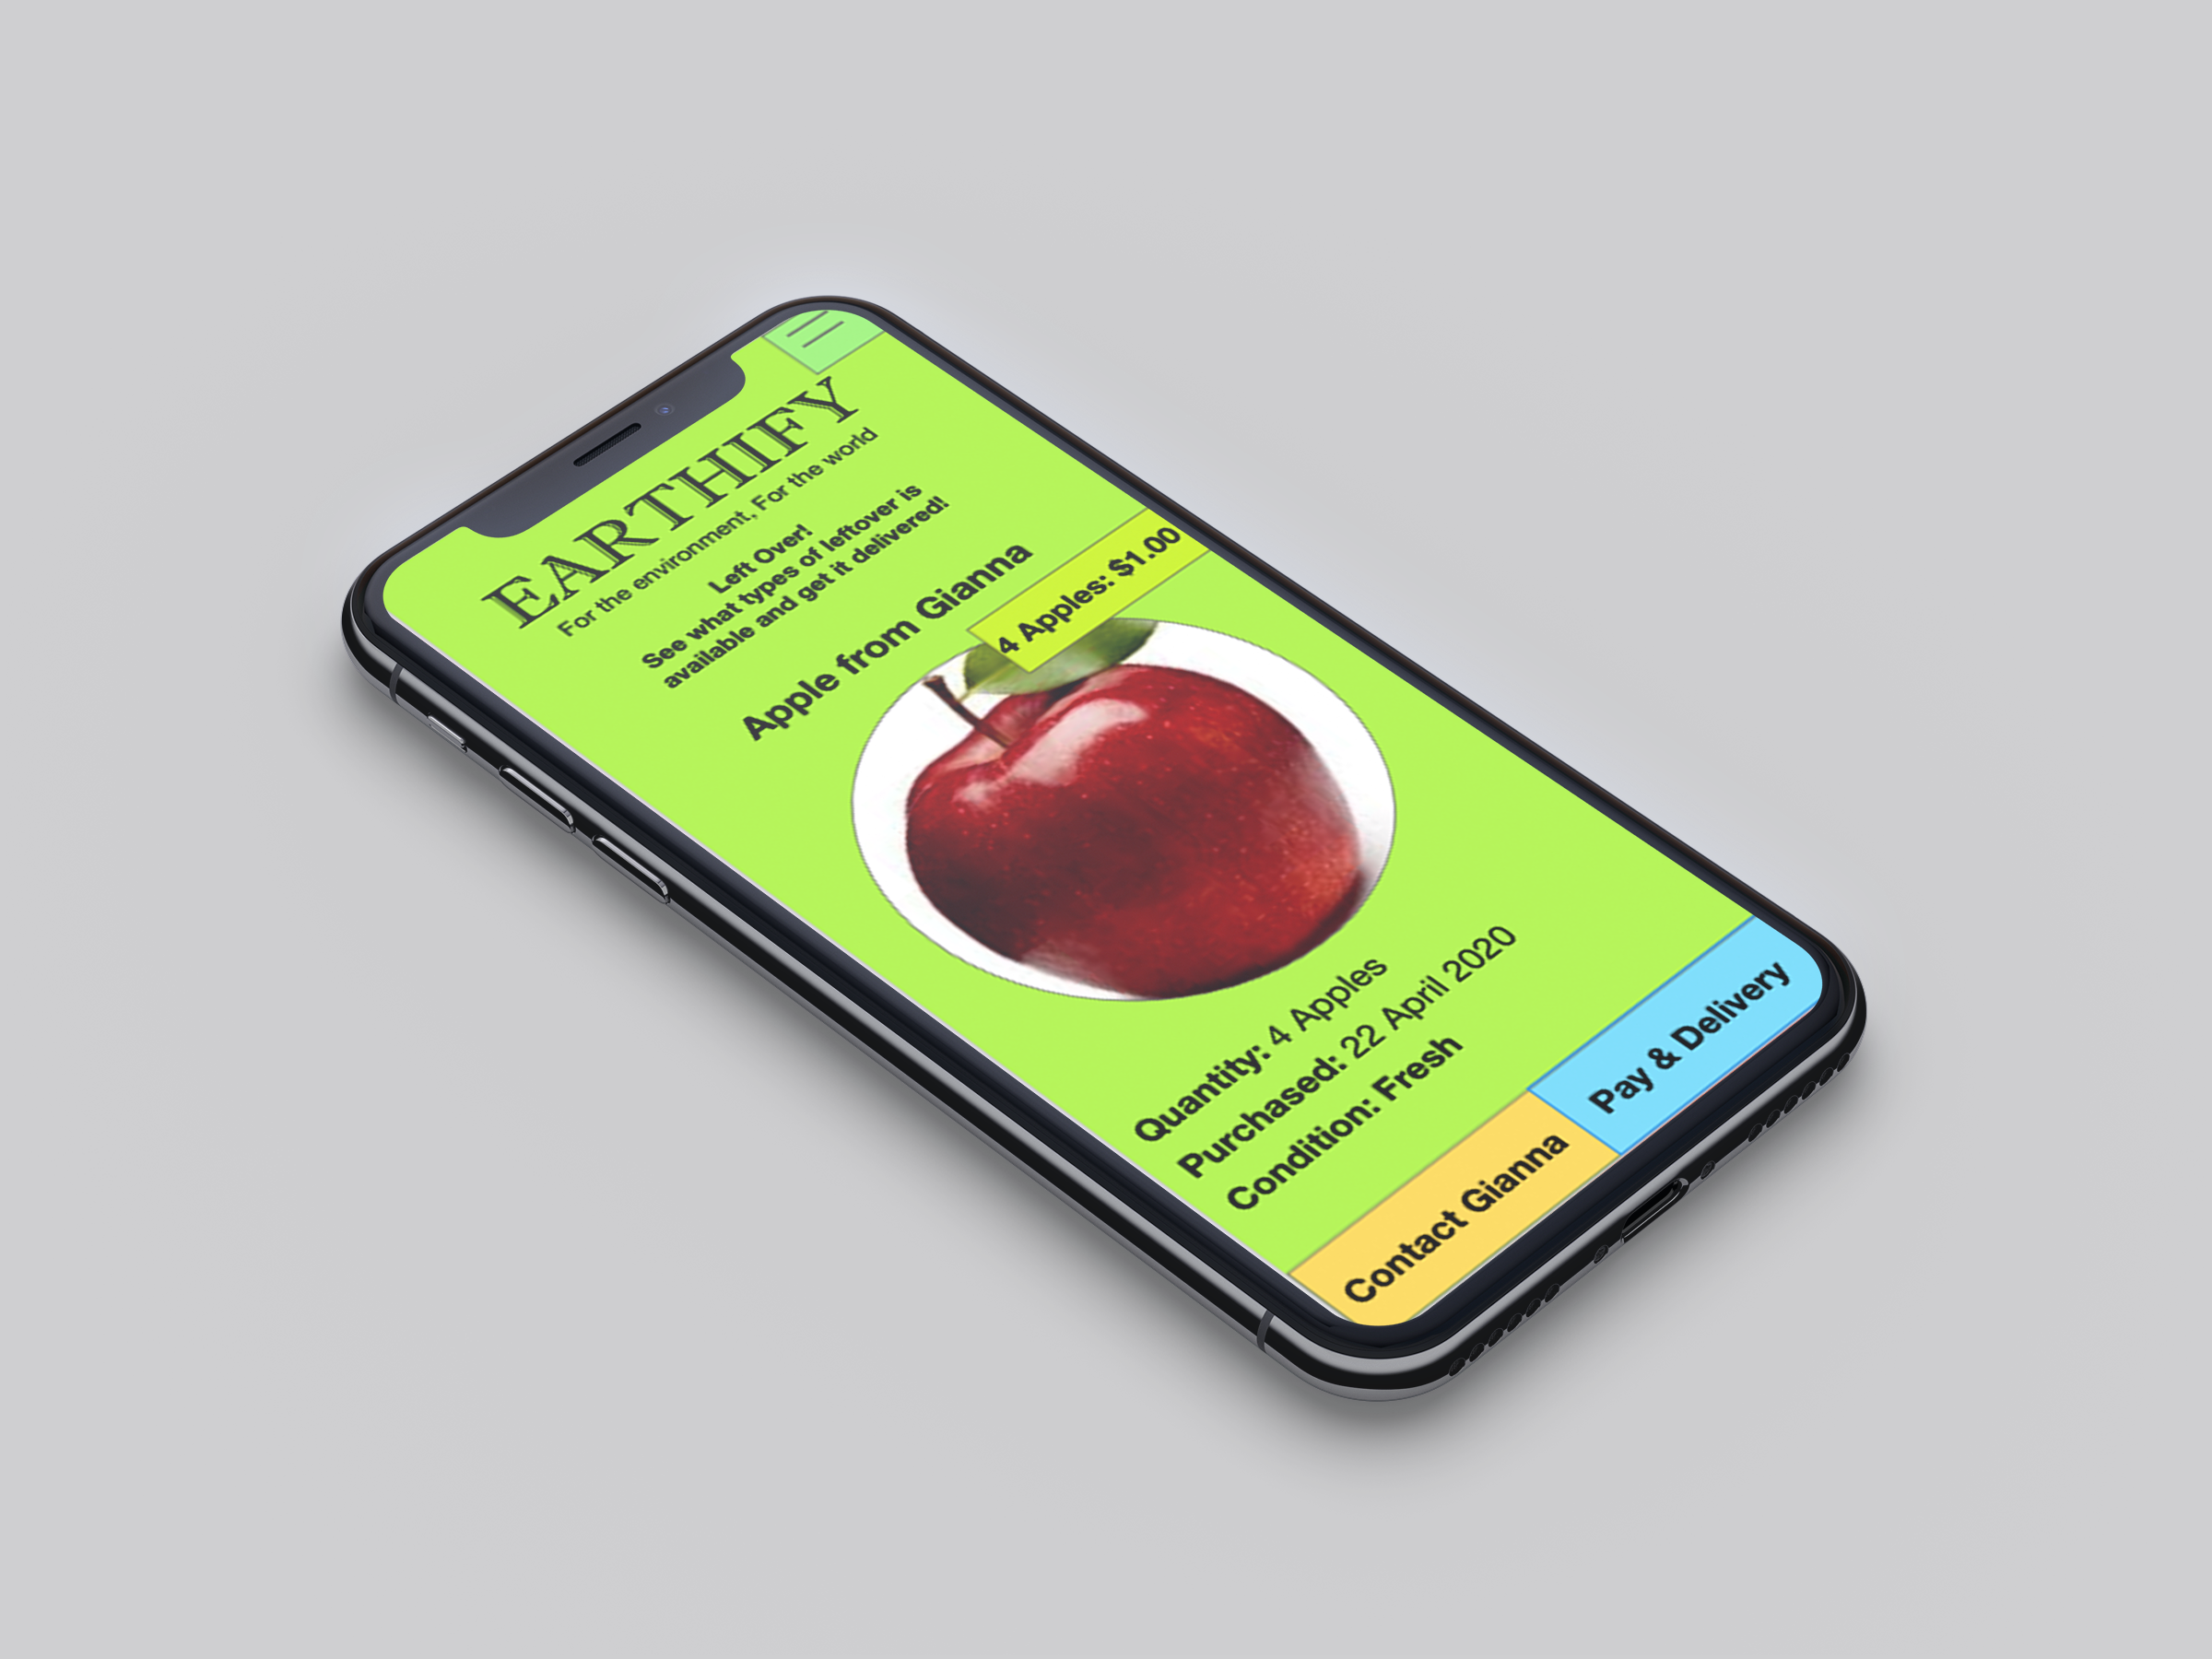 EARTHIFY
For the environment, For the world
Left Over!
See what types of leftover is
available and get it delivered!
Apple from Gianna
4 Apples: $1.00
Quantity: 4 Apples
Purchased: 22 April 2020
Condition: Fresh
Contact Gianna
Pay & Delivery